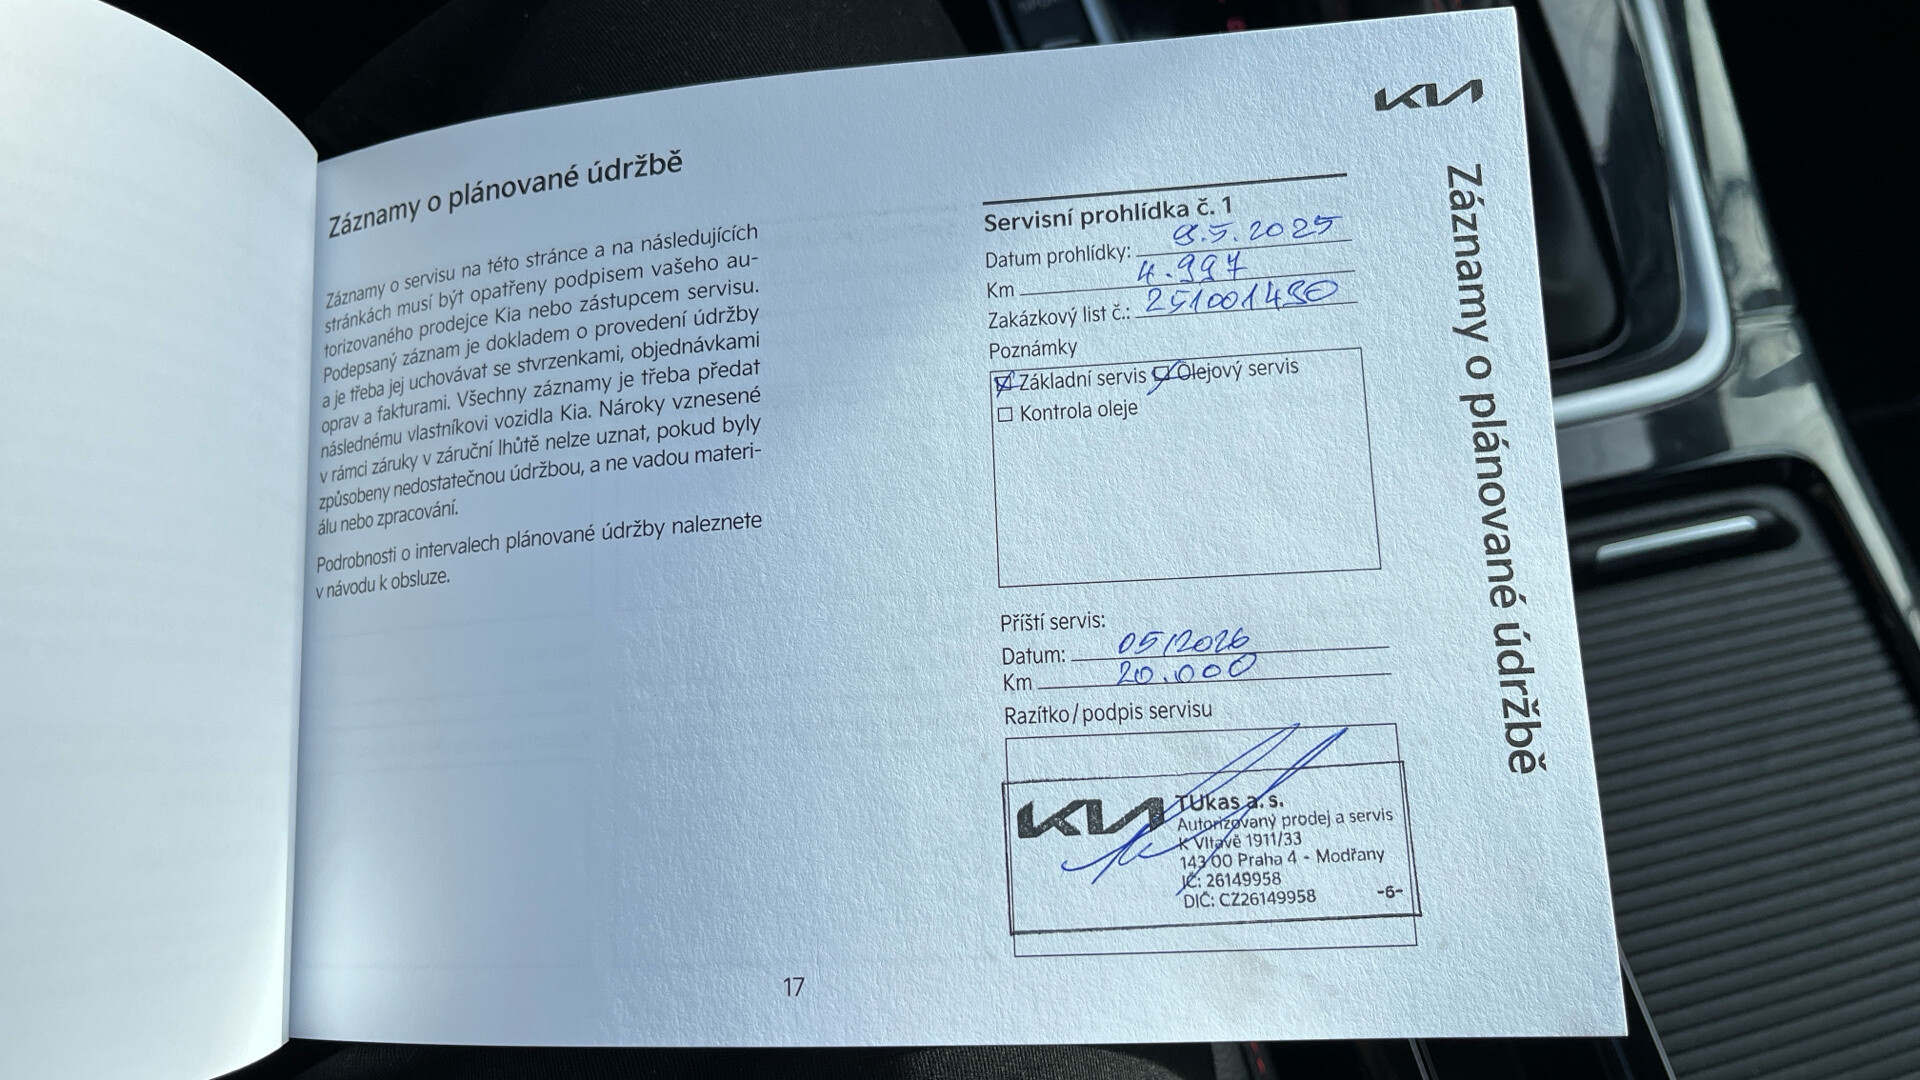 Záznamy o plánované údržbě
Záznamy o servisu na této stránce a na následujících
stránkách musí být opatřeny podpisem vašeho au-
torizovaného prodejce Kia nebo zástupcem servisu.
Podepsaný záznam je dokladem o provedení údržby
a je třeba jej uchovávat se stvrzenkami, objednávkami
oprav a fakturami. Všechny záznamy je třeba předat
následnému vlastníkovi vozidla Kia. Nároky vznesené
v rámci záruky v záruční lhůtě nelze uznat, pokud byly
způsobeny nedostatečnou údržbou, a ne vadou materi-
álu nebo zpracování.
Podrobnosti o intervalech plánované údržby naleznete
v návodu k obsluze.
17
KIA
Servisní prohlídka č. 1
Datum prohlídky: 9.5.2025
Km 4.997
Zakázkový list č.: 251001430
Poznámky
Základní servis Olejový servis
Kontrola oleje
Příští servis:
Datum: 05/2026
Km 20.000
Razítko/podpis servisu
KIA
TUkas a. s.
Autorizovaný prodej a servis
K Vltavě 1911/33
143 00 Praha 4 - Modřany
IČ: 26149958
DIČ: CZ26149958 -6-
Záznamy o plánované údržbě